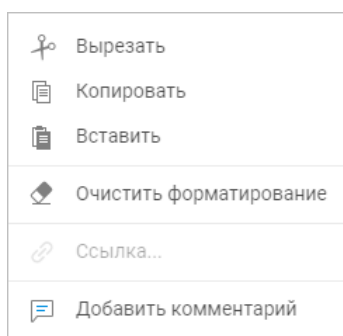 Вырезать
Копировать
Вставить
Очистить форматирование
Ссылка...
Добавить комментарий